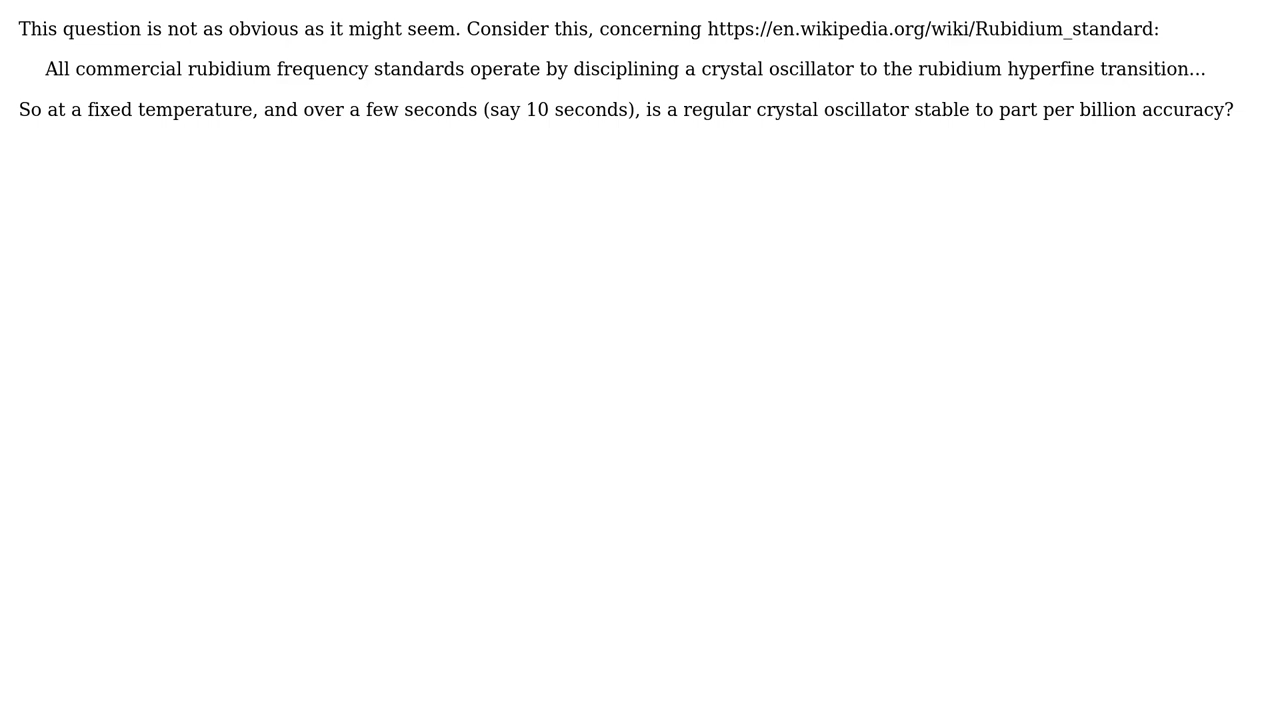 This question is not as obvious as it might seem. Consider this, concerning https://en.wikipedia.org/wiki/Rubidium_standard:
All commercial rubidium frequency standards operate by disciplining a crystal oscillator to the rubidium hyperfine transition...
So at a fixed temperature, and over a few seconds (say 10 seconds), is a regular crystal oscillator stable to part per billion accuracy?